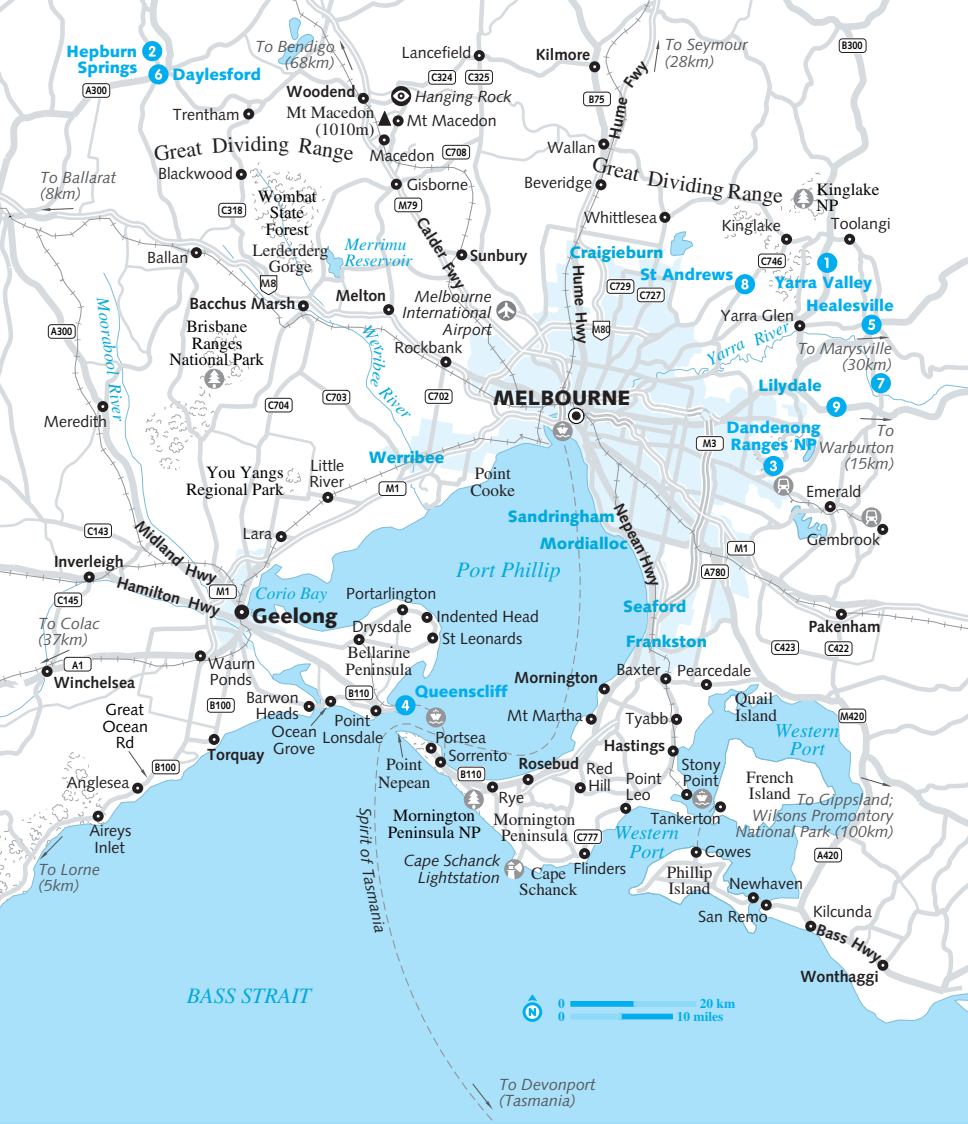 Hepburn
Springs
2
6
Daylesford
To Bendigo
(68km)
Lancefield
Kilmore
To Seymour
(28km)
B300
A300
C324
C325
Woodend
Hanging Rock
B75
Hume Fwy
Trentham
Mt Macedon
(1010m)
Mt Macedon
Great Dividing Range
Macedon
C708
Wallan
Great Dividing Range
To Ballarat
(8km)
Blackwood
Gisborne
Beveridge
Kinglake
NP
Wombat
State
Forest
M79
C318
Calder Fwy
Whittlesea
Kinglake
Toolangi
Lerderderg
Gorge
Merrimu
Reservoir
Sunbury
Craigieburn
C746
1
Yarra Valley
Ballan
M8
St Andrews
8
C729
C727
Healesville
5
Moorabool River
Bacchus Marsh
Melton
Melbourne
International
Airport
Hume Hwy
M80
Yarra Glen
Yarra River
A300
Brisbane
Ranges
National Park
Werribee River
Rockbank
To Marysville
(30km)
7
Lilydale
9
C704
C703
C702
MELBOURNE
Meredith
Dandenong
Ranges NP
3
M3
To
Warburton
(15km)
Werribee
You Yangs
Regional Park
Little
River
M1
Point
Cooke
Emerald
Gembrook
Sandringham
Nepean Hwy
C143
Midland Hwy
Lara
Mordialloc
M1
Inverleigh
Hamilton Hwy
M1
Corio Bay
Port Phillip
A780
C145
Geelong
Portarlington
Indented Head
Seaford
To Colac
(37km)
Drysdale
St Leonards
Pakenham
Bellarine
Peninsula
Frankston
C423
C422
A1
Winchelsea
Waurn
Ponds
Baxter
Pearcedale
B110
4
Queenscliff
Mornington
Quail
Island
Great
Ocean
Rd
B100
Barwon
Heads
Ocean
Grove
Point
Lonsdale
Mt Martha
Tyabb
M420
Western
Port
Torquay
Portsea
Sorrento
Hastings
B100
Point
Nepean
B110
Rosebud
Red
Hill
Stony
Point
French
Island
Anglesea
Rye
Point
Leo
To Gippsland;
Wilsons Promontory
National Park (100km)
Tankerton
Aireys
Inlet
Spirit of Tasmania
Mornington
Peninsula NP
Mornington
Peninsula
C777
Western
Port
A420
To Lorne
(5km)
Cape Schanck
Lightstation
Cape
Schanck
Flinders
Cowes
Phillip
Island
Newhaven
San Remo
Kilcunda
Bass Hwy
Wonthaggi
BASS STRAIT
N
0
20 km
0
10 miles
To Devonport
(Tasmania)